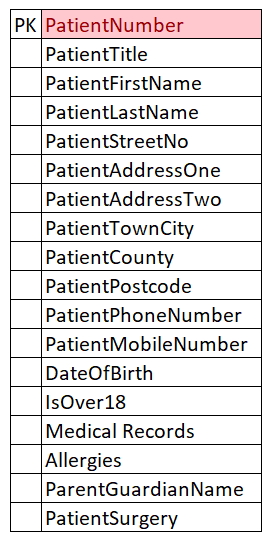 PK PatientNumber
PatientTitle
PatientFirstName
PatientLastName
PatientStreetNo
PatientAddressOne
PatientAddressTwo
PatientTownCity
PatientCounty
PatientPostcode
PatientPhoneNumber
PatientMobileNumber
DateOfBirth
IsOver18
Medical Records
Allergies
ParentGuardianName
PatientSurgery